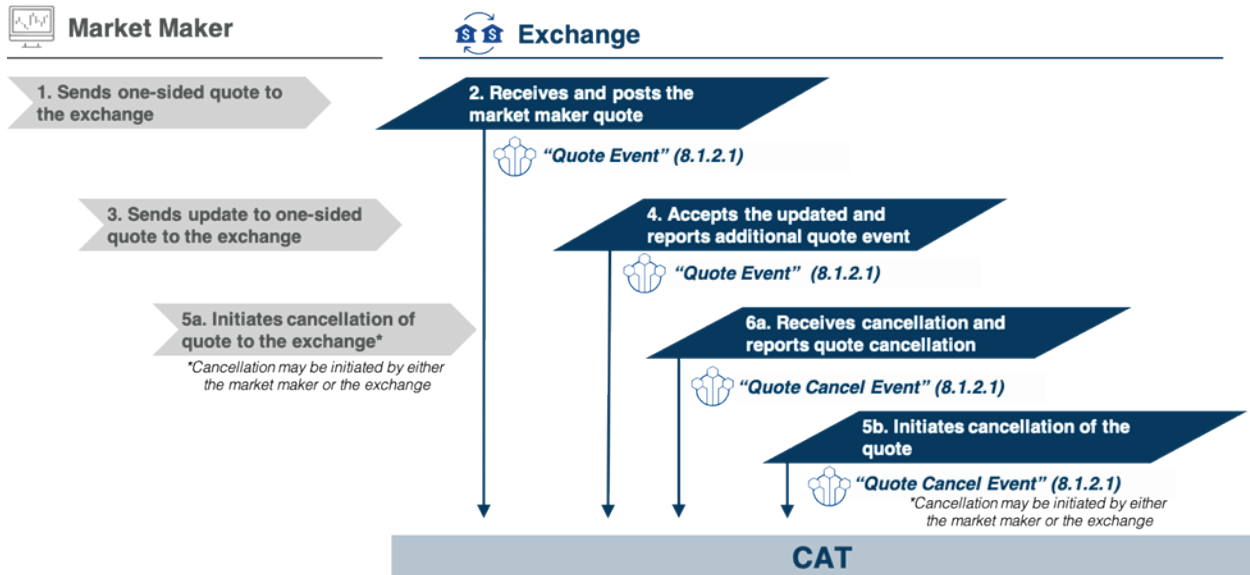 Market Maker
Exchange
1. Sends one-sided quote to
the exchange
2. Receives and posts the
market maker quote
“Quote Event” (8.1.2.1)
3. Sends update to one-sided
quote to the exchange
4. Accepts the updated and
reports additional quote event
“Quote Event”  (8.1.2.1)
5a. Initiates cancellation of
quote to the exchange*
*Cancellation may be initiated by either
the market maker or the exchange
6a. Receives cancellation and
reports quote cancellation
“Quote Cancel Event” (8.1.2.1)
5b. Initiates cancellation of the
quote
“Quote Cancel Event” (8.1.2.1)
*Cancellation may be initiated by either
the market maker or the exchange
CAT